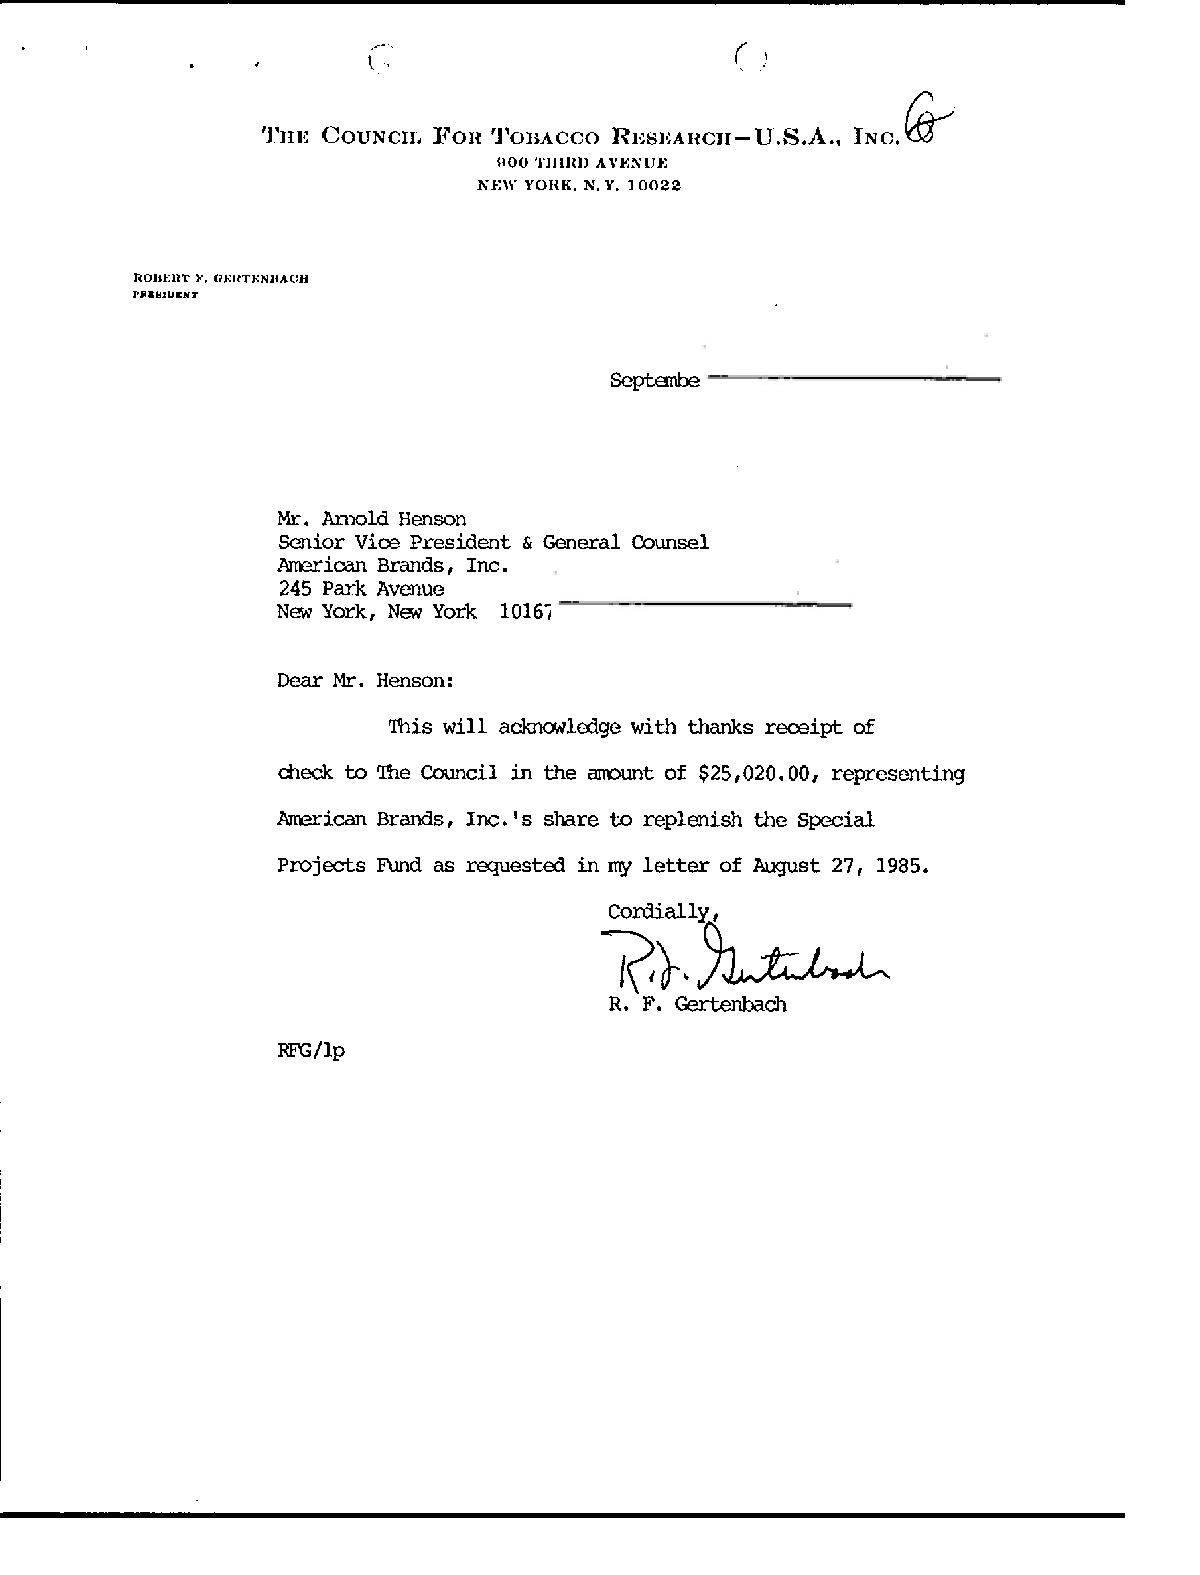 THE COUNCIL FOR TOBACCO RESEARCH—U.S.A., INC.
900 THIRD AVENUE
NEW YORK, N.Y. 10022
ROBERT F. GERTENBACH
PRESIDENT
Septembe
Mr. Arnold Henson
Senior Vice President & General Counsel
American Brands, Inc.
245 Park Avenue
New York, New York 10167
Dear Mr. Henson:
This will acknowledge with thanks receipt of
check to The Council in the amount of $25,020.00, representing
American Brands, Inc.'s share to replenish the Special
Projects Fund as requested in my letter of August 27, 1985.
Cordially,
R.F. Gertenbach
R. F. Gertenbach
RFG/lp